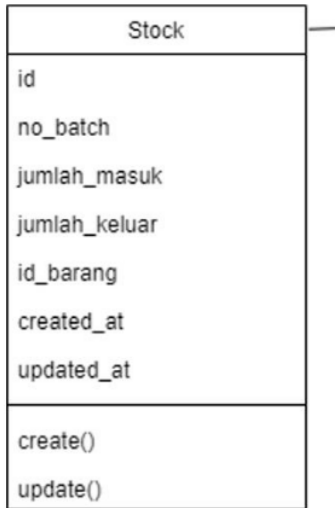 Stock
id
no_batch
jumlah_masuk
jumlah_keluar
id_barang
created_at
updated_at
create()
update()